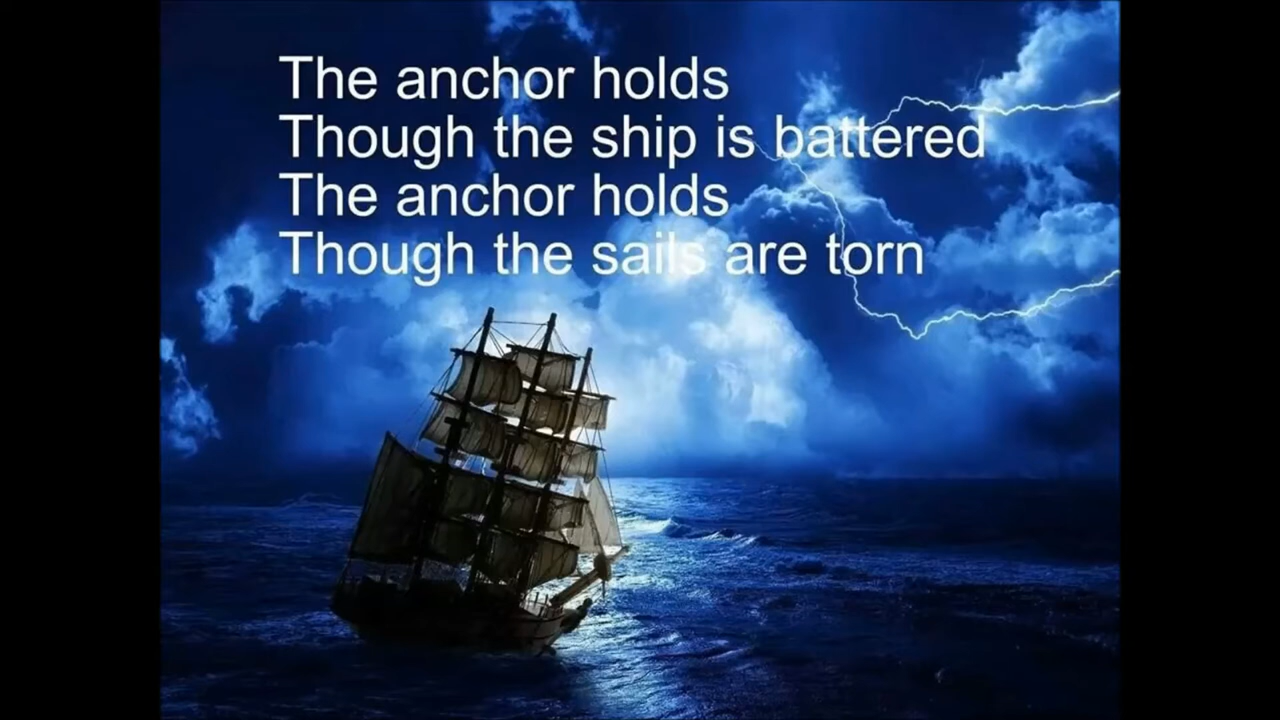 The anchor holds
Though the ship is battered
The anchor holds
Though the sails are torn